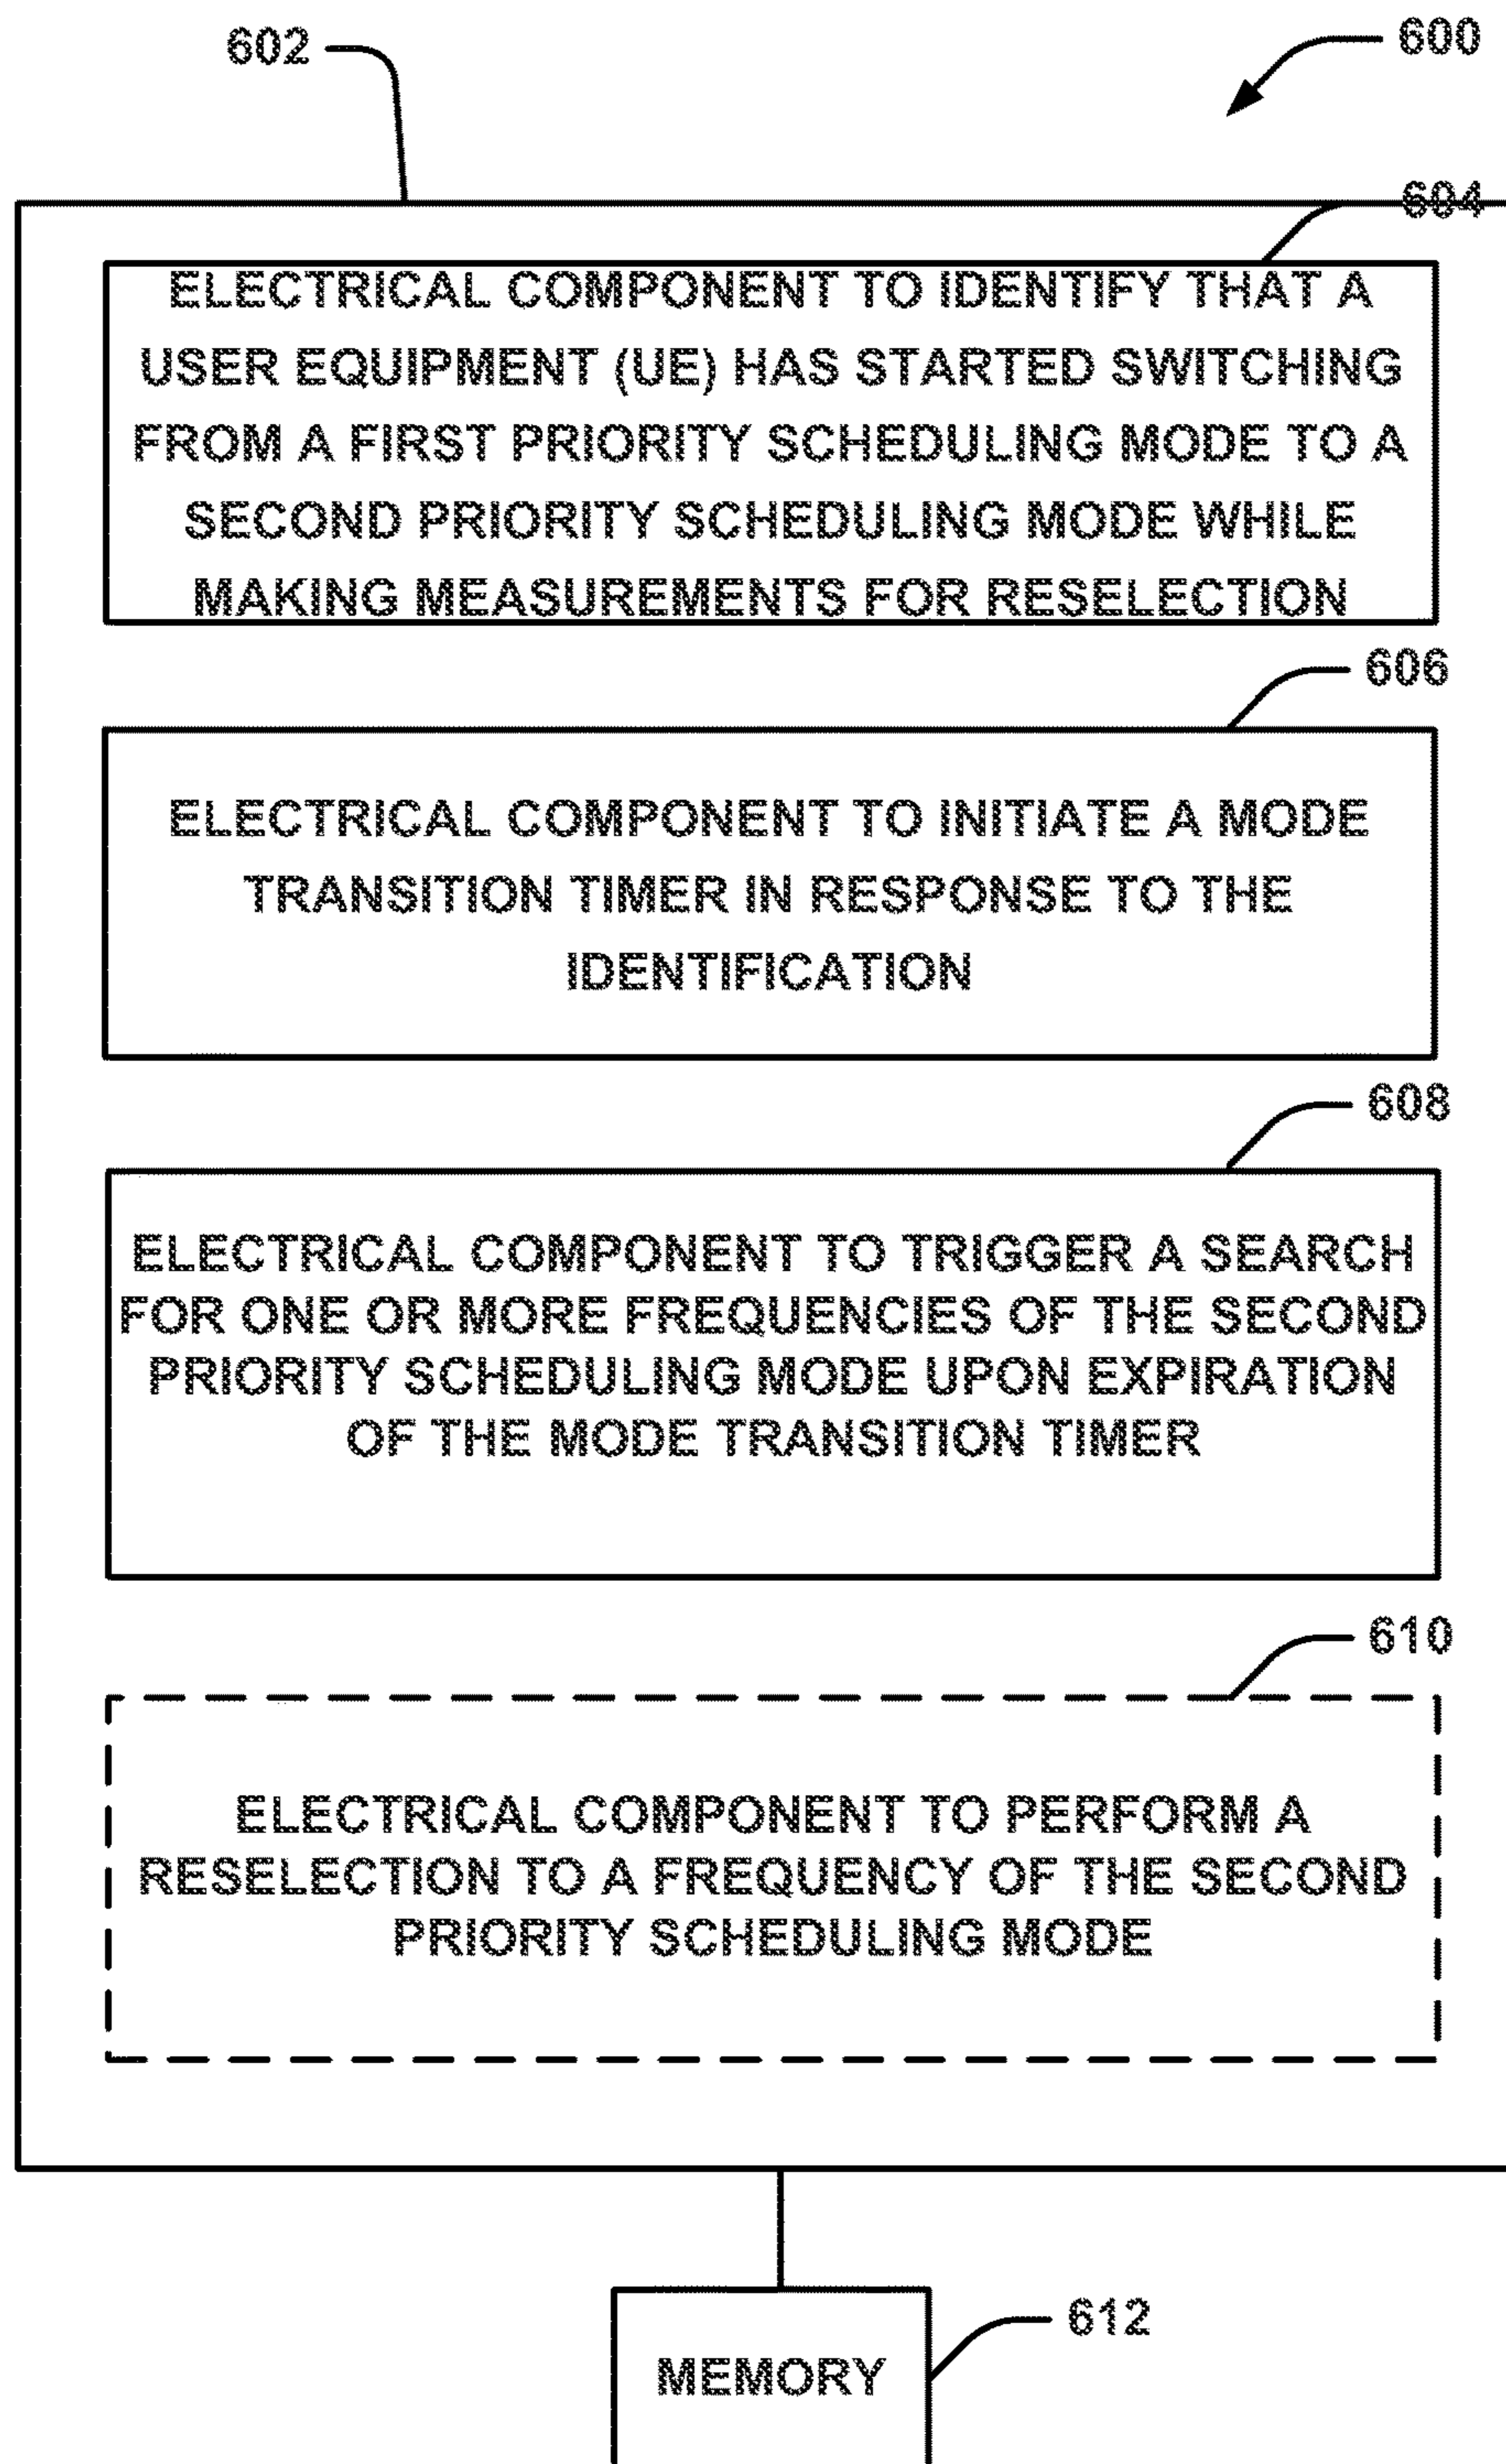 602
600
604
ELECTRICAL COMPONENT TO IDENTIFY THAT A
USER EQUIPMENT (UE) HAS STARTED SWITCHING
FROM A FIRST PRIORITY SCHEDULING MODE TO A
SECOND PRIORITY SCHEDULING MODE WHILE
MAKING MEASUREMENTS FOR RESELECTION
606
ELECTRICAL COMPONENT TO INITIATE A MODE
TRANSITION TIMER IN RESPONSE TO THE
IDENTIFICATION
608
ELECTRICAL COMPONENT TO TRIGGER A SEARCH
FOR ONE OR MORE FREQUENCIES OF THE SECOND
PRIORITY SCHEDULING MODE UPON EXPIRATION
OF THE MODE TRANSITION TIMER
610
ELECTRICAL COMPONENT TO PERFORM A
RESELECTION TO A FREQUENCY OF THE SECOND
PRIORITY SCHEDULING MODE
612
MEMORY